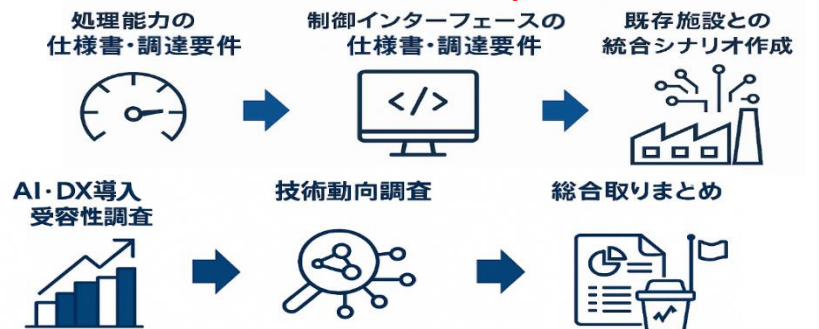 処理能力の
仕様書・調達要件
制御インターフェースの
仕様書・調達要件
既存施設との
統合シナリオ作成
</>
AI・DX導入
受容性調査
技術動向調査
総合取りまとめ